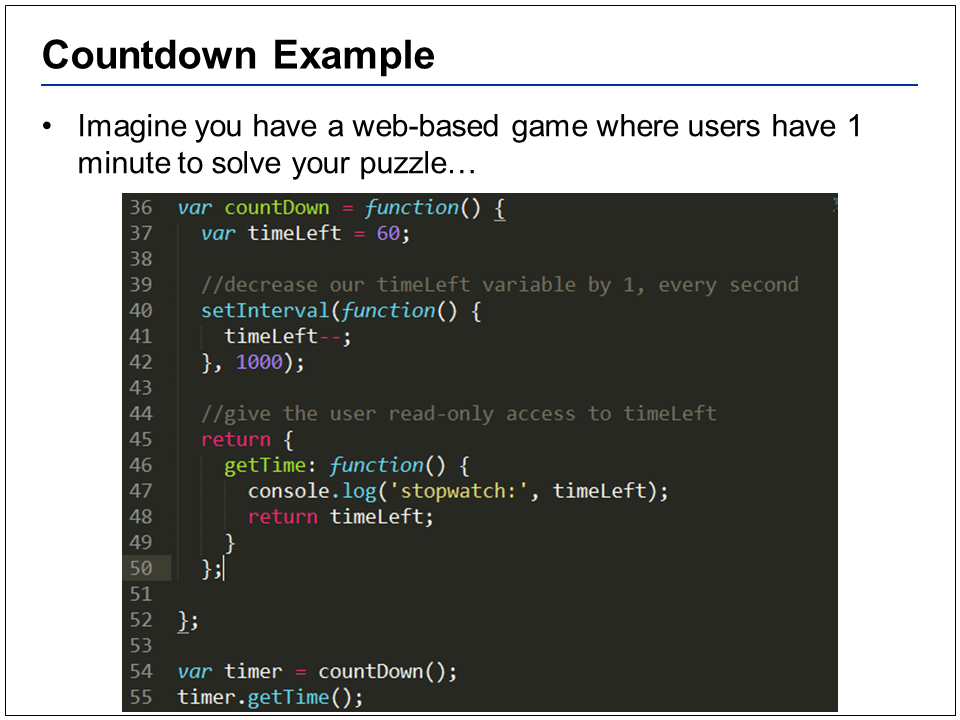 Countdown Example
• Imagine you have a web-based game where users have 1
minute to solve your puzzle…
36 var countDown = function() {
37   var timeLeft = 60;
38
39   //decrease our timeLeft variable by 1, every second
40   setInterval(function() {
41     timeLeft--;
42   }, 1000);
43
44   //give the user read-only access to timeLeft
45   return {
46     getTime: function() {
47       console.log('stopwatch:', timeLeft);
48       return timeLeft;
49     }
50   };
51
52 };
53
54 var timer = countDown();
55 timer.getTime();